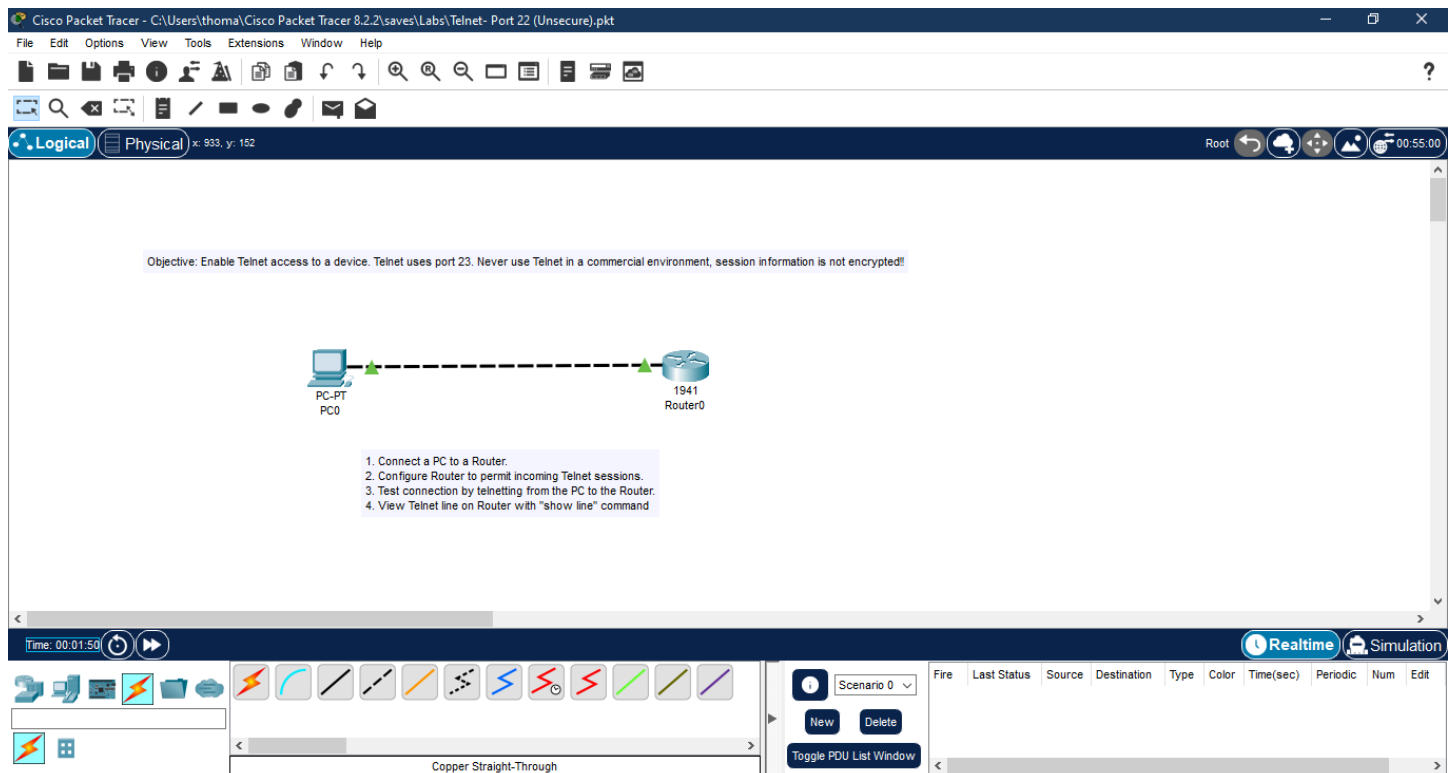 Cisco Packet Tracer - C:\Users\thoma\Cisco Packet Tracer 8.2.2\saves\Labs\Telnet- Port 22 (Unsecure).pkt
File Edit Options View Tools Extensions Window Help
?
Logical Physical x: 933, y: 152 Root 00:55:00
Objective: Enable Telnet access to a device. Telnet uses port 23. Never use Telnet in a commercial environment, session information is not encrypted!!
PC-PT
PC0
1941
Router0
1. Connect a PC to a Router.
2. Configure Router to permit incoming Telnet sessions.
3. Test connection by telnetting from the PC to the Router.
4. View Telnet line on Router with "show line" command
Time: 00:01:50 Realtime Simulation
Scenario 0
New Delete
Toggle PDU List Window
Fire Last Status Source Destination Type Color Time(sec) Periodic Num Edit
Copper Straight-Through